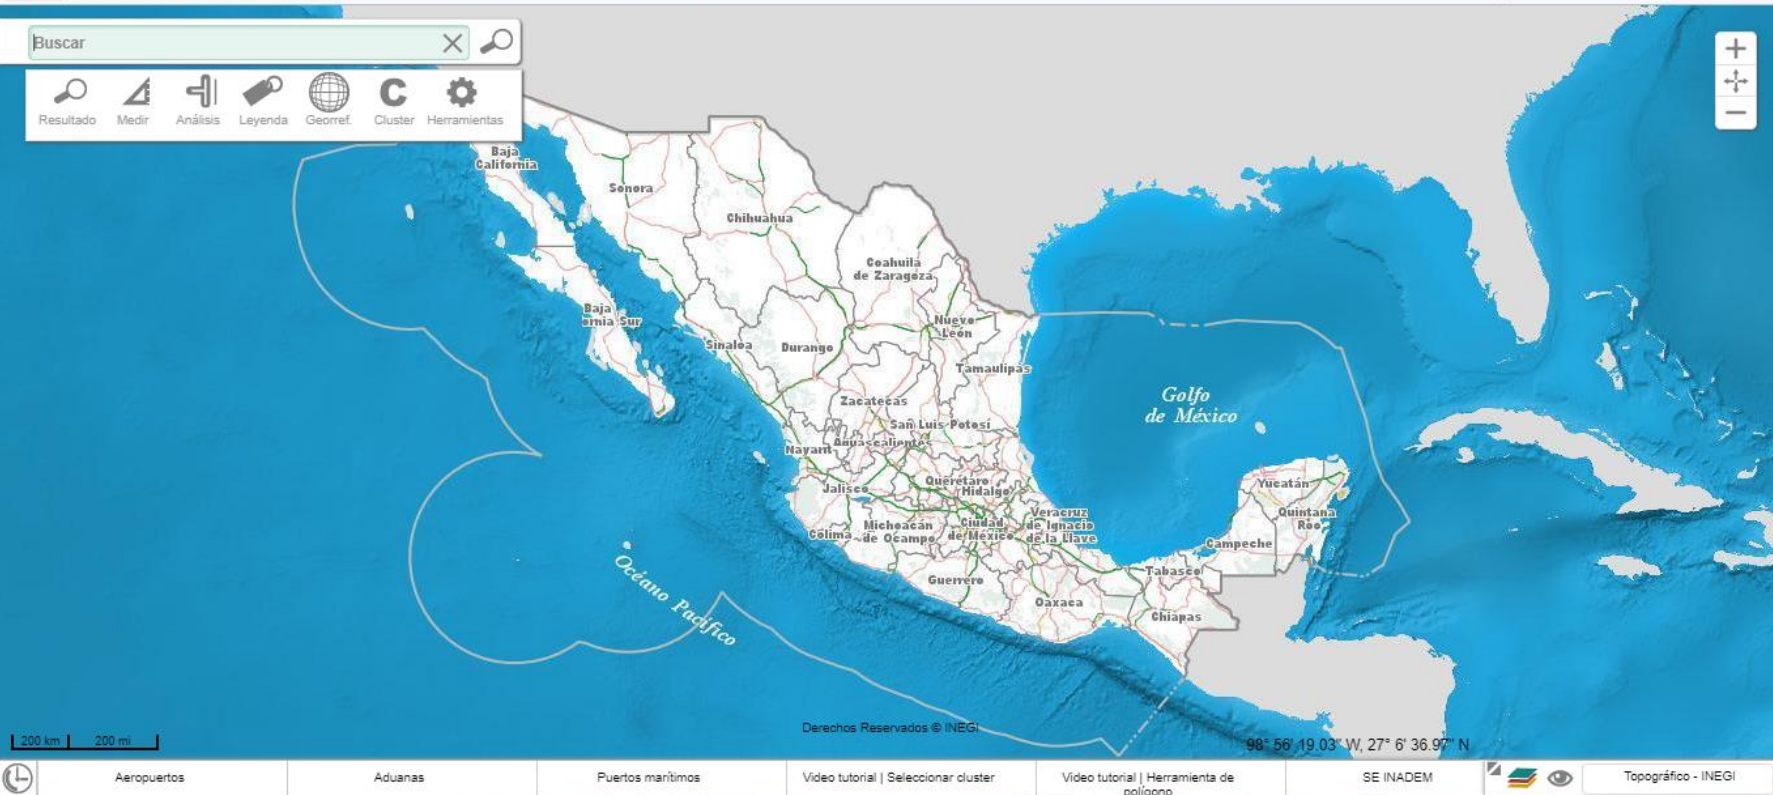 Buscar
Resultado
Medir
Análisis
Leyenda
Georref.
C
Cluster
Herramientas
Baja
California
Sonora
Chihuahua
Coahuila
de Zaragoza
Baja
ornia Sur
Nuevo
León
Sinaloa
Durango
Tamaulipas
Golfo
de México
Zacatecas
San Luis Potosí
Aguascalientes
Nayarit
Yucatán
Querétaro
Hidalgo
Jalisco
Quintana
Roo
Veracruz
de Ignacio
de la Llave
Michoacán
de Ocampo
Ciudad
de México
Colima
Campeche
Tabasco
Guerrero
Oaxaca
Chiapas
Océano Pacífico
Derechos Reservados © INEGI
200 km
200 mi
98° 56' 19.03" W, 27° 6' 36.97" N
Aeropuertos
Aduanas
Puertos marítimos
Video tutorial | Seleccionar cluster
Video tutorial | Herramienta de
polígono
SE INADEM
Topográfico - INEGI